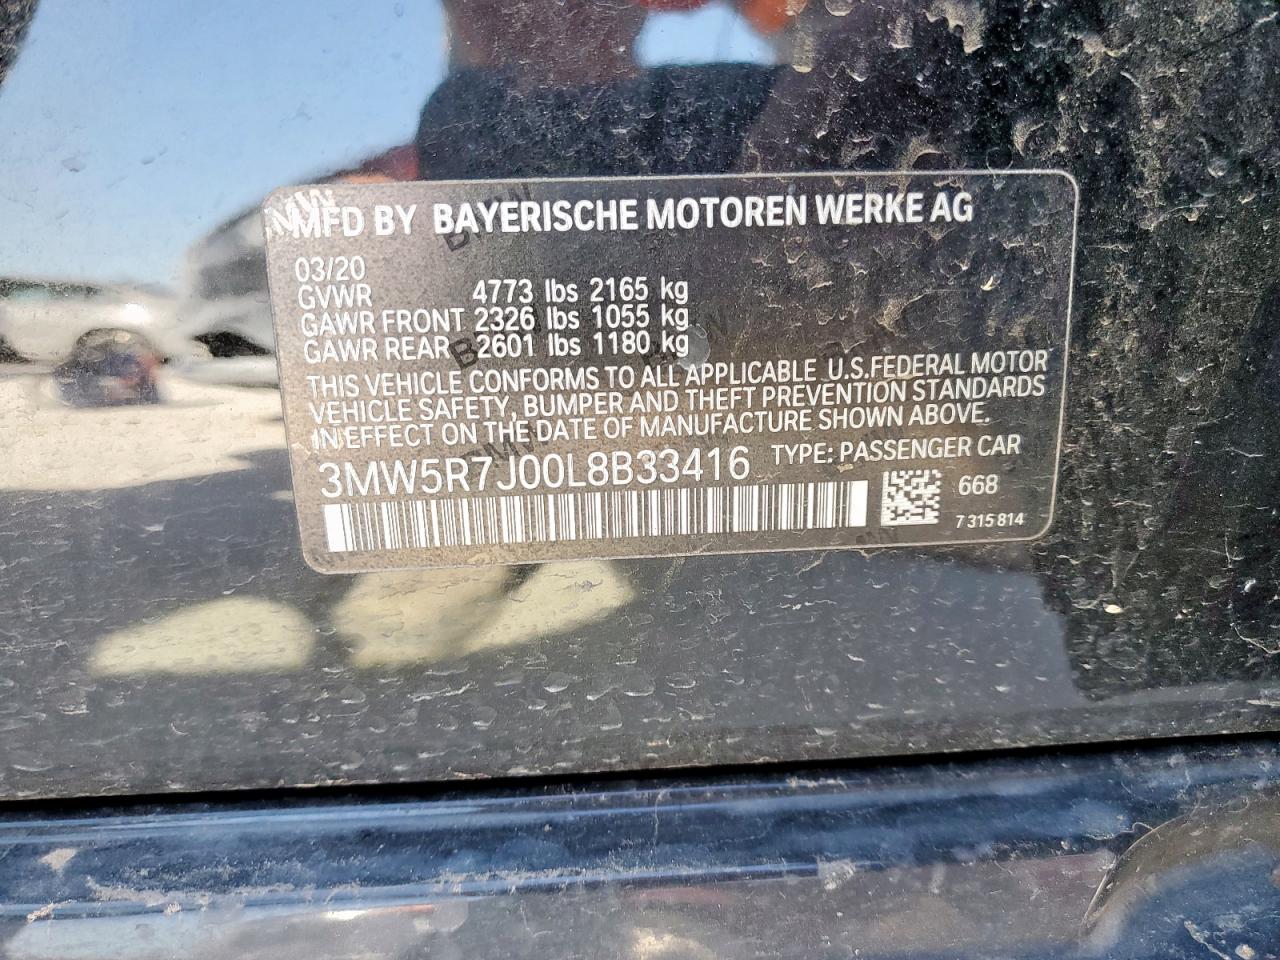 MFD BY BAYERISCHE MOTOREN WERKE AG
03/20
GVWR 4773 lbs 2165 kg
GAWR FRONT 2326 lbs 1055 kg
GAWR REAR 2601 lbs 1180 kg
THIS VEHICLE CONFORMS TO ALL APPLICABLE U.S.FEDERAL MOTOR
VEHICLE SAFETY, BUMPER AND THEFT PREVENTION STANDARDS
IN EFFECT ON THE DATE OF MANUFACTURE SHOWN ABOVE.
3MW5R7J00L8B33416 TYPE: PASSENGER CAR
668
7 315 814